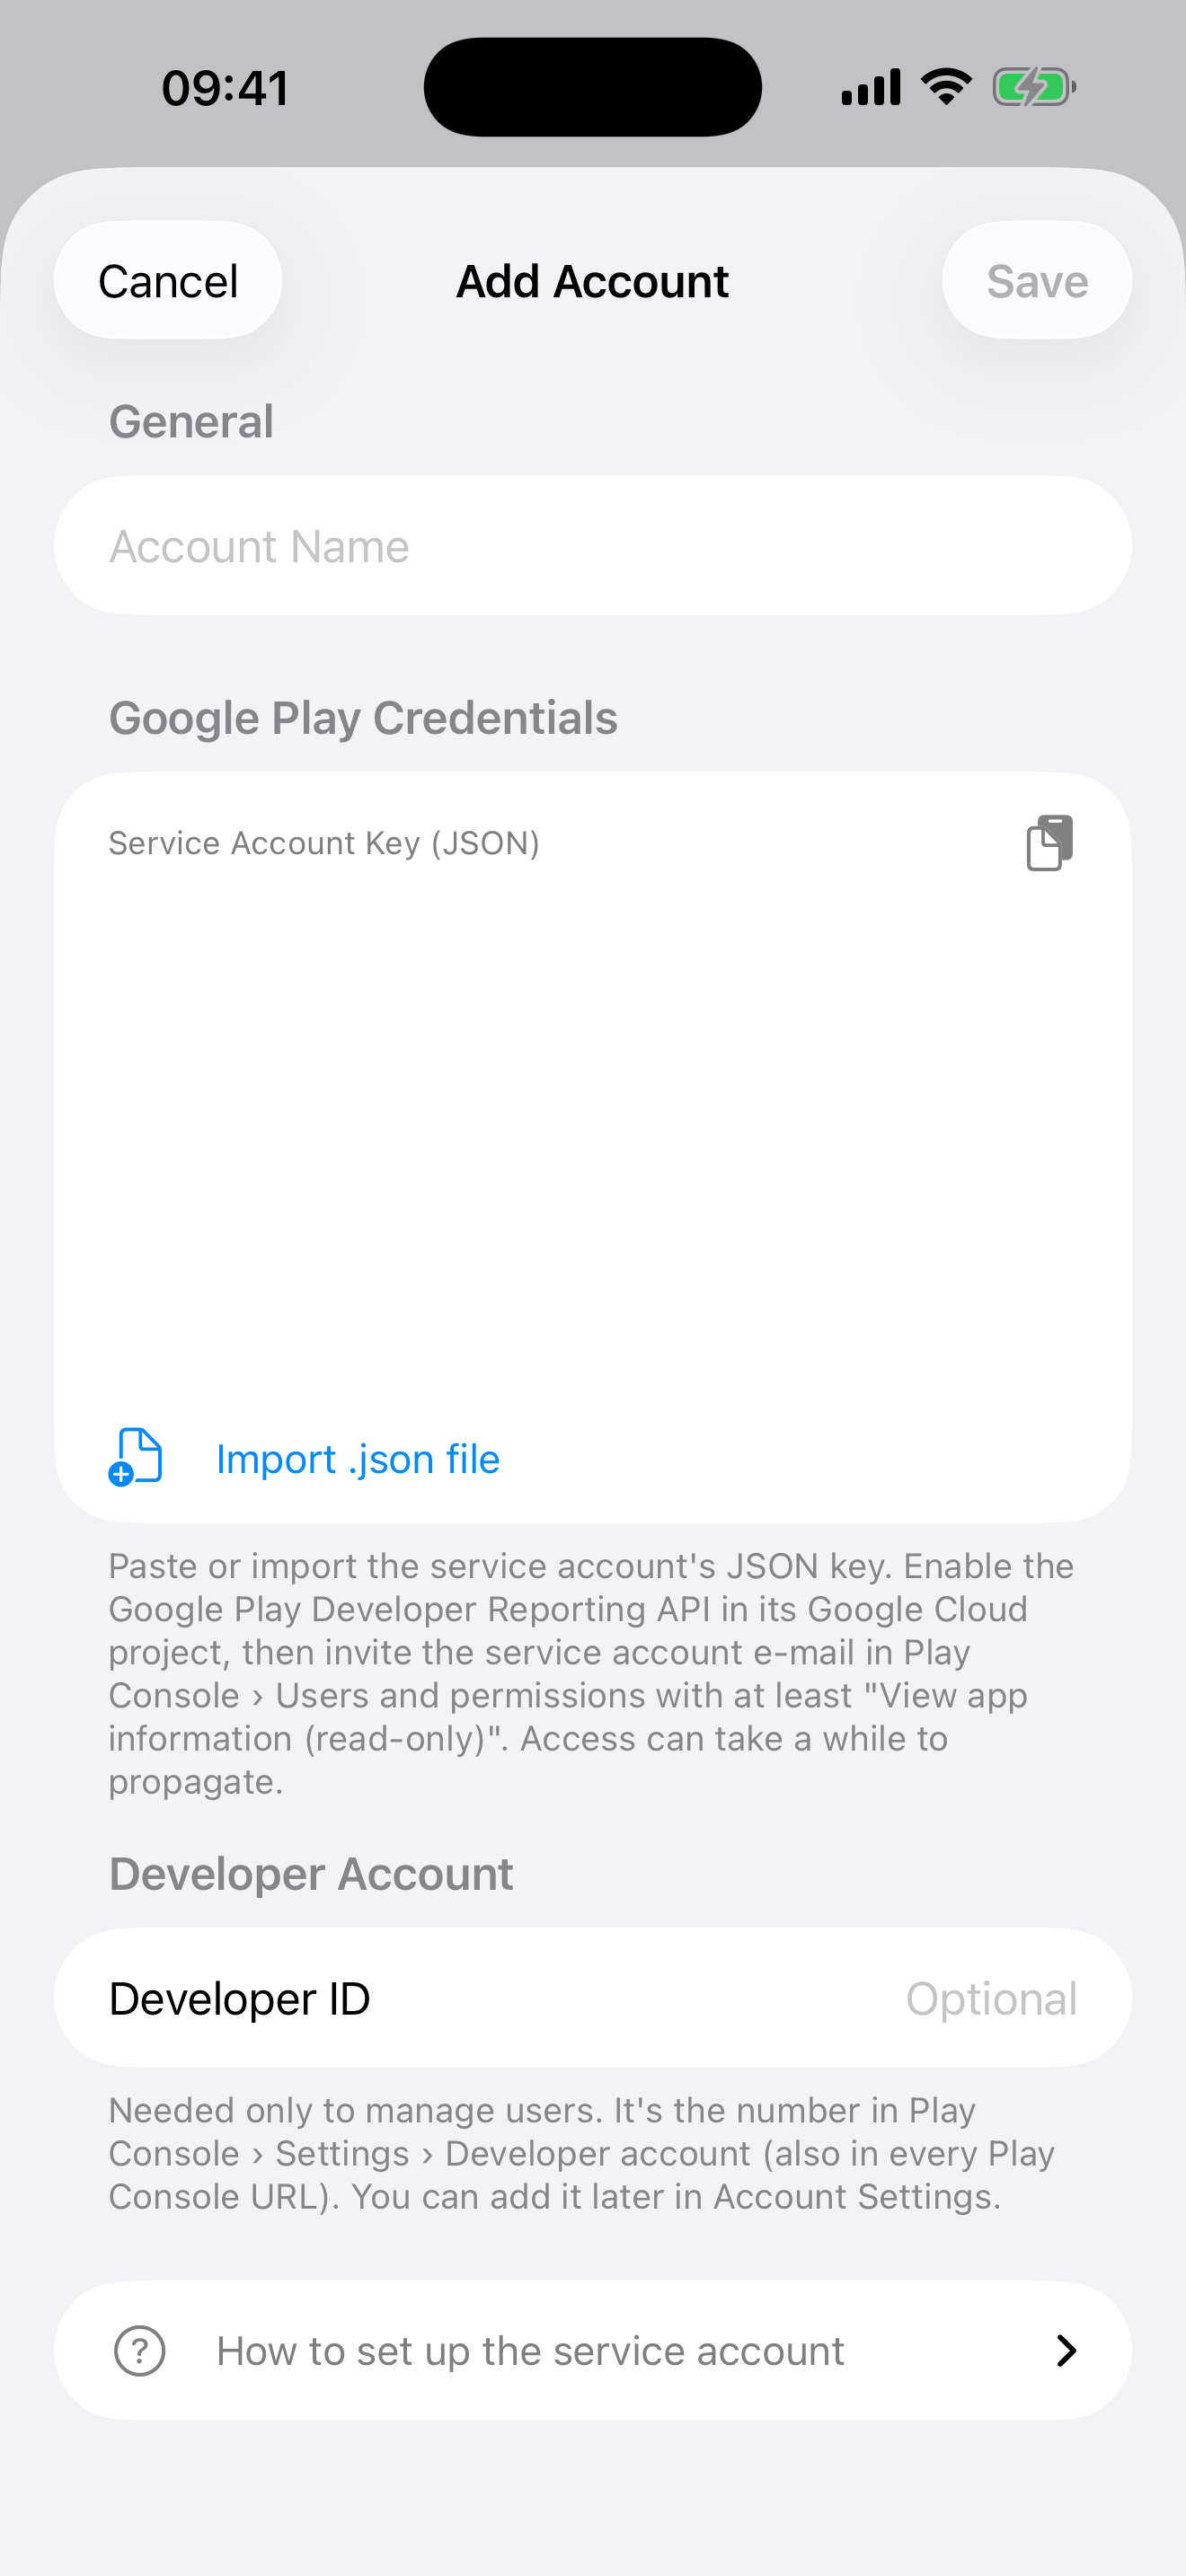 09:41
Cancel
Add Account
Save
General
Account Name
Google Play Credentials
Service Account Key (JSON)
Import .json file
Paste or import the service account's JSON key. Enable the
Google Play Developer Reporting API in its Google Cloud
project, then invite the service account e-mail in Play
Console › Users and permissions with at least "View app
information (read-only)". Access can take a while to
propagate.
Developer Account
Developer ID
Optional
Needed only to manage users. It's the number in Play
Console › Settings › Developer account (also in every Play
Console URL). You can add it later in Account Settings.
How to set up the service account